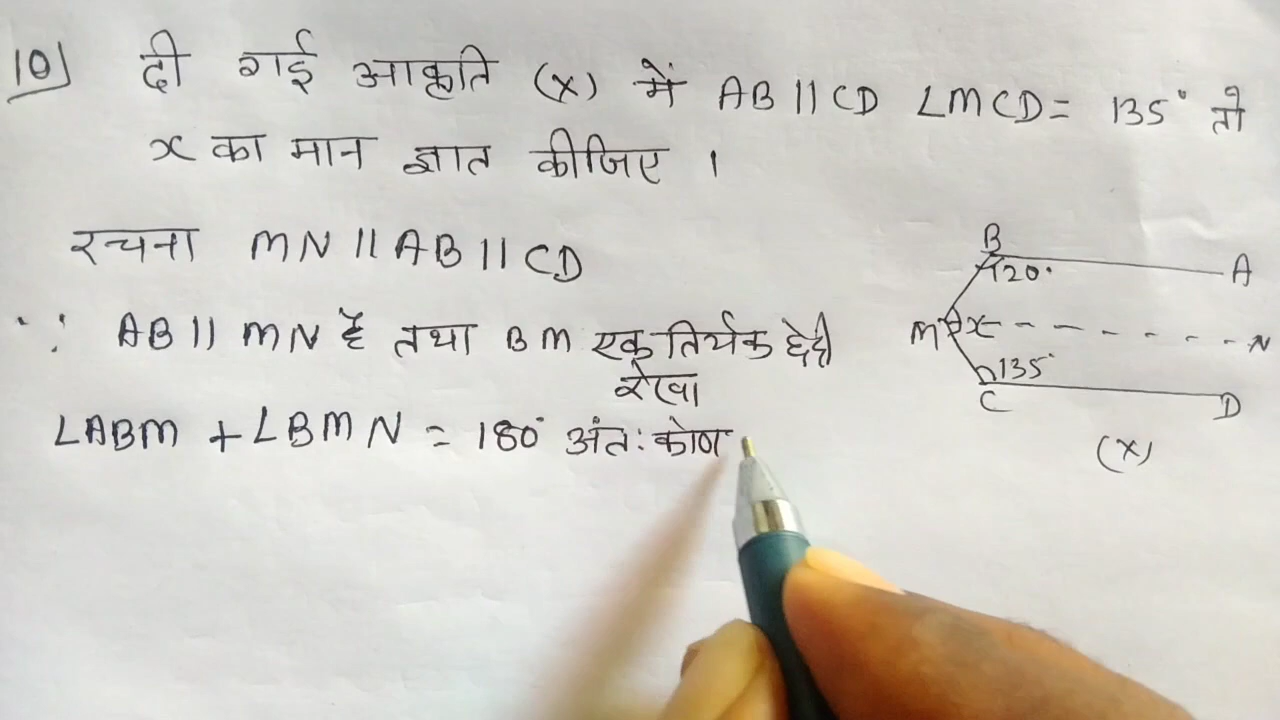 10) दी गई आकृति (x) में AB || CD ∠MCD = 135° तो
x का मान ज्ञात कीजिए ।
रचना MN || AB || CD
∵ AB || MN है तथा BM एक तिर्यक छेदी
रेखा
∠ABM + ∠BMN = 180° अंतः कोण
B
120°
A
M x N
135°
C D
(x)